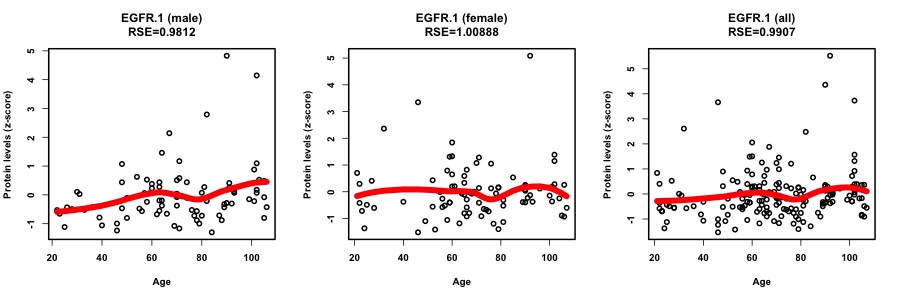 EGFR.1 (male)
RSE=0.9812
Protein levels (z-score)
5
4
3
2
1
0
-1
20 40 60 80 100
Age
EGFR.1 (female)
RSE=1.00888
Protein levels (z-score)
5
4
3
2
1
0
-1
20 40 60 80 100
Age
EGFR.1 (all)
RSE=0.9907
Protein levels (z-score)
5
4
3
2
1
0
-1
20 40 60 80 100
Age